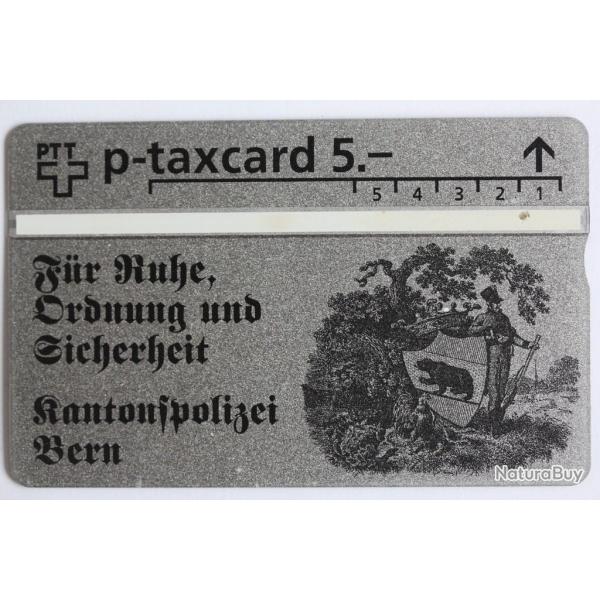 PTT p-taxcard 5.–
5 4 3 2 1
Für Ruhe,
Ordnung und
Sicherheit
Kantonſpolizei
Bern
NaturaBuy